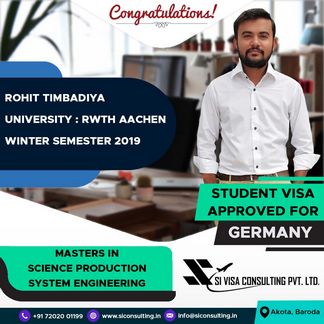 Congratulations!
ROHIT TIMBADIYA
UNIVERSITY : RWTH AACHEN
WINTER SEMESTER 2019
STUDENT VISA
APPROVED FOR
GERMANY
MASTERS IN
SCIENCE PRODUCTION
SYSTEM ENGINEERING
SI VISA CONSULTING PVT. LTD.
+91 72020 01199
www.siconsulting.in
info@siconsulting.in
Akota, Baroda